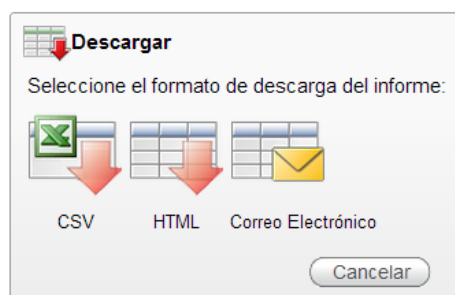 Descargar
Seleccione el formato de descarga del informe:
CSV HTML Correo Electrónico
Cancelar